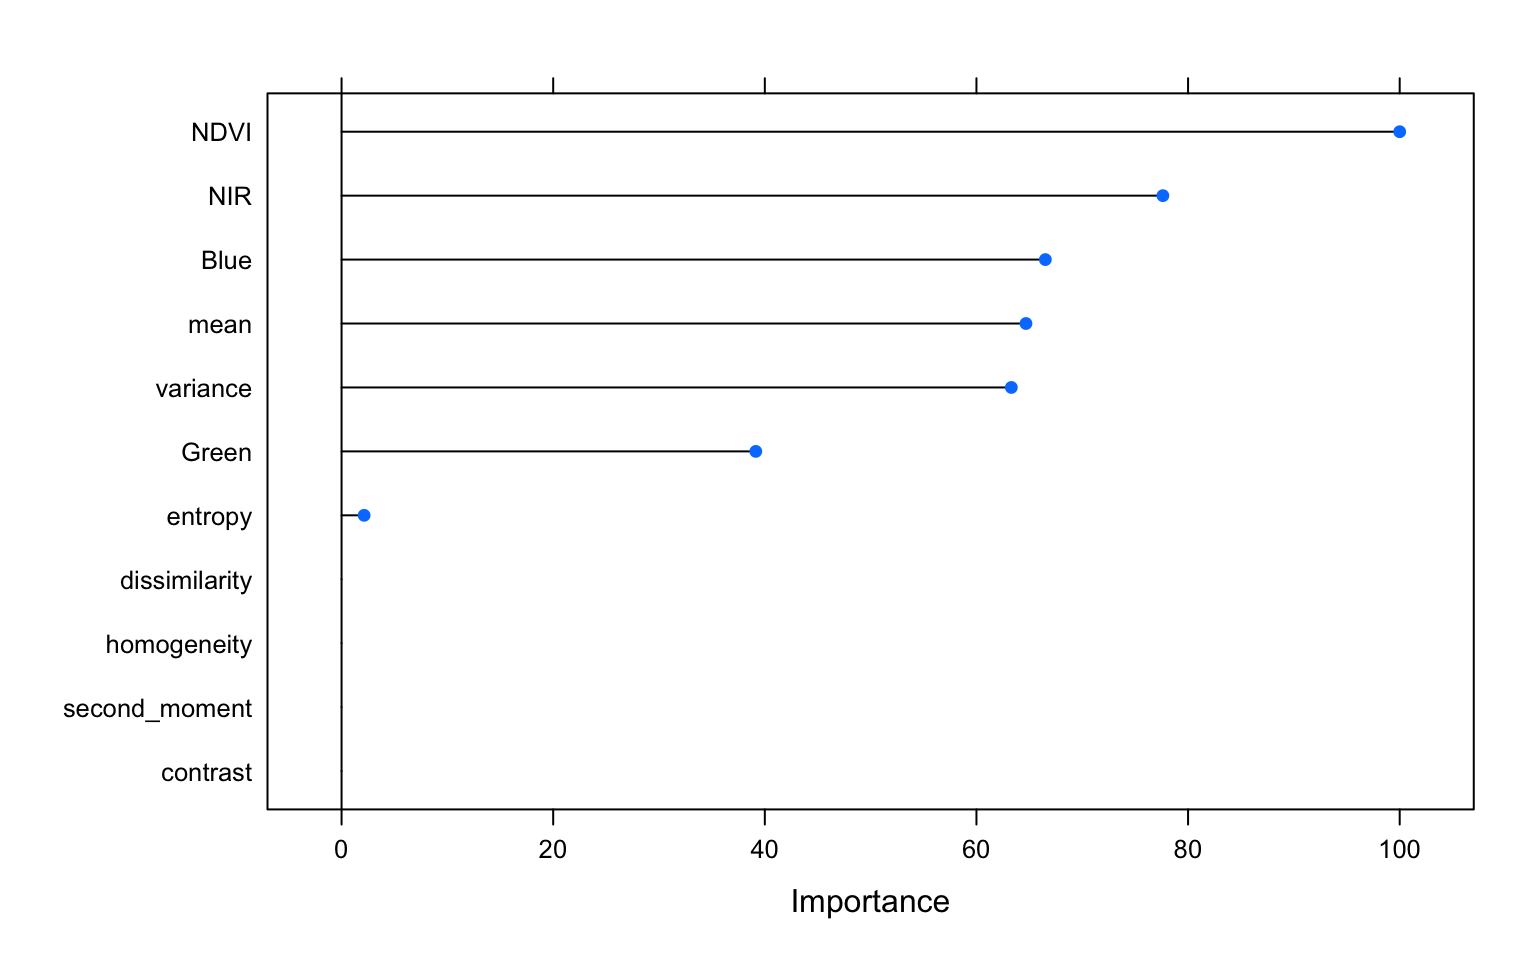 NDVI
NIR
Blue
mean
variance
Green
entropy
dissimilarity
homogeneity
second_moment
contrast
0 20 40 60 80 100
Importance